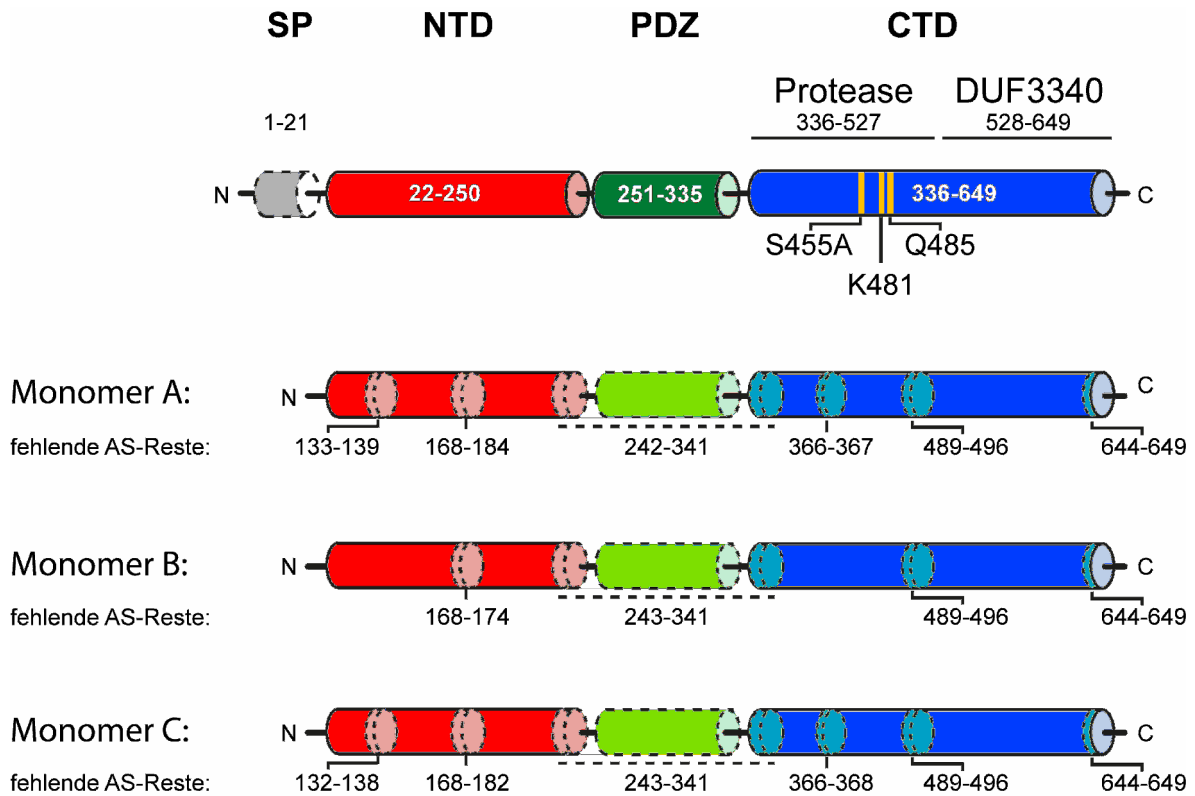 SP NTD PDZ CTD
Protease DUF3340
1-21 336-527 528-649
N 22-250 251-335 336-649 C
S455A Q485
K481
Monomer A: N C
fehlende AS-Reste: 133-139 168-184 242-341 366-367 489-496 644-649
Monomer B: N C
fehlende AS-Reste: 168-174 243-341 489-496 644-649
Monomer C: N C
fehlende AS-Reste: 132-138 168-182 243-341 366-368 489-496 644-649